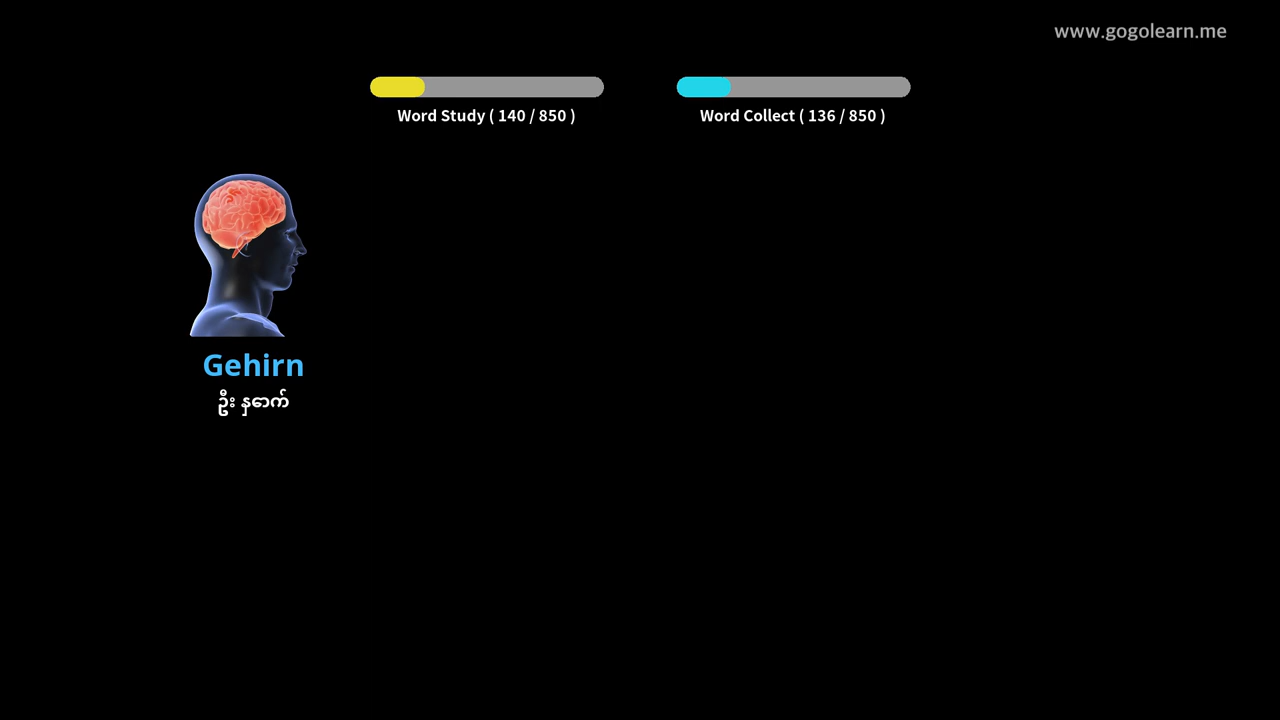 www.gogolearn.me
Word Study ( 140 / 850 )
Word Collect ( 136 / 850 )
Gehirn
ဦး နှောက်